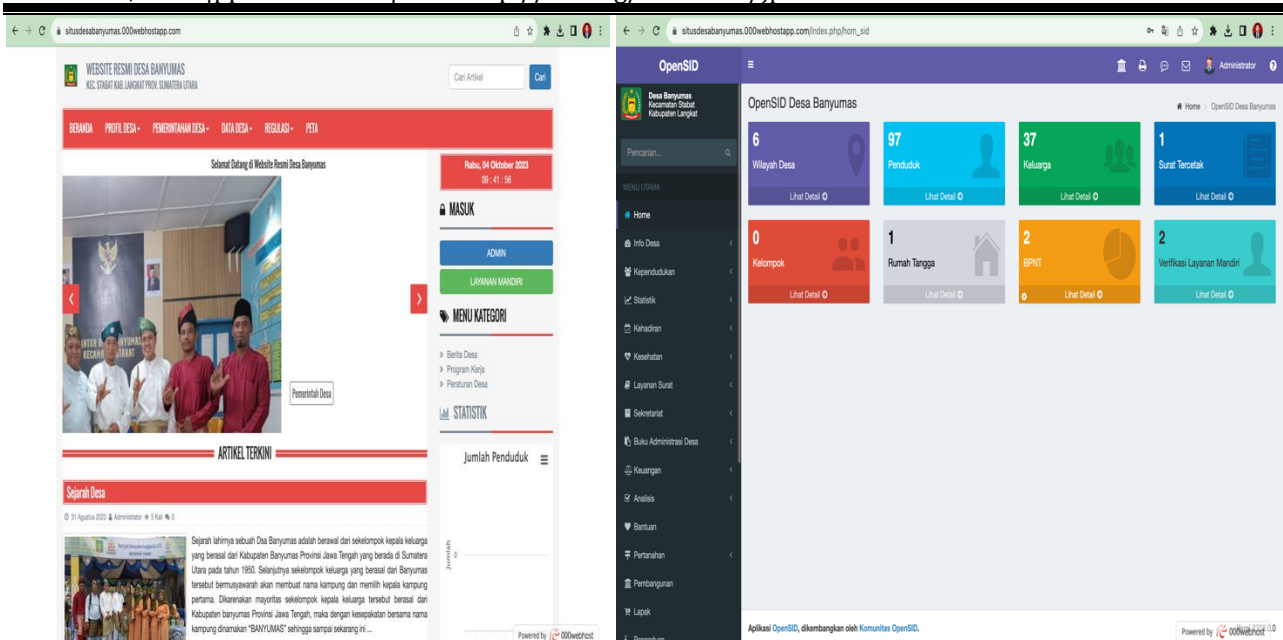 situsdesabanyumas.000webhostapp.com
WEBSITE RESMI DESA BANYUMAS
KEC. STABAT KAB. LANGKAT PROV. SUMATERA UTARA
Cari Artikel
Cari
BERANDA PROFIL DESA PEMERINTAHAN DESA DATA DESA REGULASI PETA
Selamat Datang di Website Resmi Desa Banyumas
Rabu, 04 Oktober 2023
09 : 41 : 56
MASUK
ADMIN
LAYANAN MANDIRI
MENU KATEGORI
Berita Desa
Program Kerja
Peraturan Desa
Pemerintah Desa
STATISTIK
ARTIKEL TERKINI
Jumlah Penduduk
Jumlah
0
Sejarah Desa
31 Agustus 2023 Administrator 5 Kali 0
Sejarah lahirnya sebuah Dsa Banyumas adalah berawal dari sekelompok kepala keluarga
yang berasal dari Kabupaten Banyumas Provinsi Jawa Tengah yang berada di Sumatera
Utara pada tahun 1950. Selanjutnya sekelompok keluarga yang berasal dari Banyumas
tersebut bermusyawarah akan membuat nama kampung dan memilih kepala kampung
pertama. Dikarenakan mayoritas sekelompok kepala keluarga tersebut berasal dari
Kabupaten banyumas Provinsi Jawa Tengah, maka dengan kesepakatan bersama nama
kampung dinamakan "BANYUMAS" sehingga sampai sekarang ini ...
Powered by 000webhost
situsdesabanyumas.000webhostapp.com/index.php/hom_sid
OpenSID
Administrator
Desa Banyumas
Kecamatan Stabat
Kabupaten Langkat
OpenSID Desa Banyumas
Home > OpenSID Desa Banyumas
Pencarian...
MENU UTAMA
Home
Info Desa
Kependudukan
Statistik
Kehadiran
Kesehatan
Layanan Surat
Sekretariat
Buku Administrasi Desa
Keuangan
Analisis
Bantuan
Pertanahan
Pembangunan
Lapak
6
Wilayah Desa
Lihat Detail
97
Penduduk
Lihat Detail
37
Keluarga
Lihat Detail
1
Surat Tercetak
Lihat Detail
0
Kelompok
Lihat Detail
1
Rumah Tangga
Lihat Detail
2
BPNT
Lihat Detail
2
Verifikasi Layanan Mandiri
Lihat Detail
Aplikasi OpenSID, dikembangkan oleh Komunitas OpenSID.
Powered by 000webhost